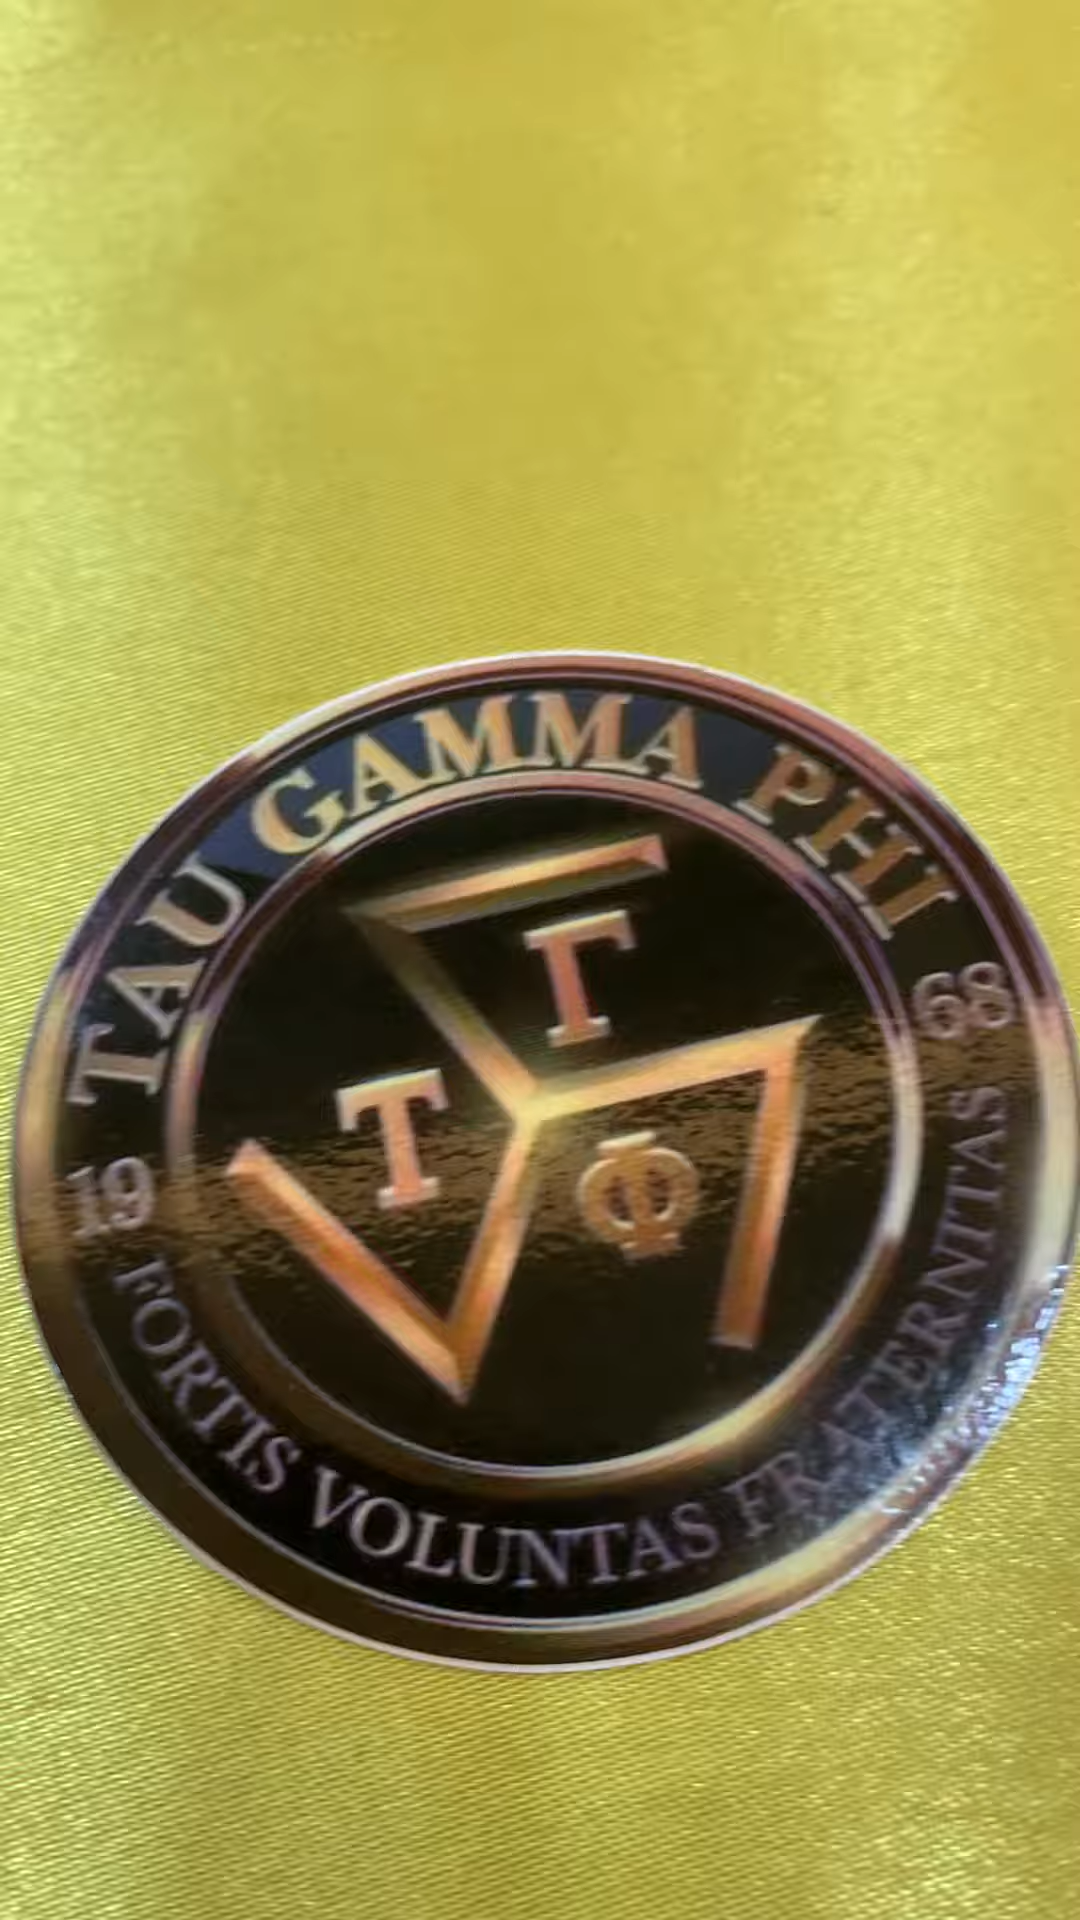 TAU GAMMA PHI
19 68
Τ Γ Φ
FORTIS VOLUNTAS FRATERNITAS